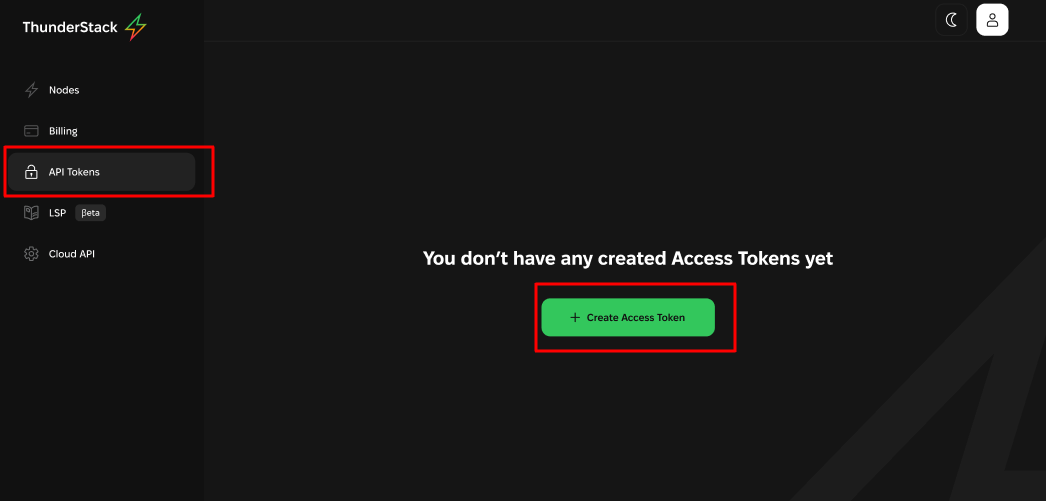 ThunderStack
Nodes
Billing
API Tokens
LSP βeta
Cloud API
You don't have any created Access Tokens yet
+ Create Access Token